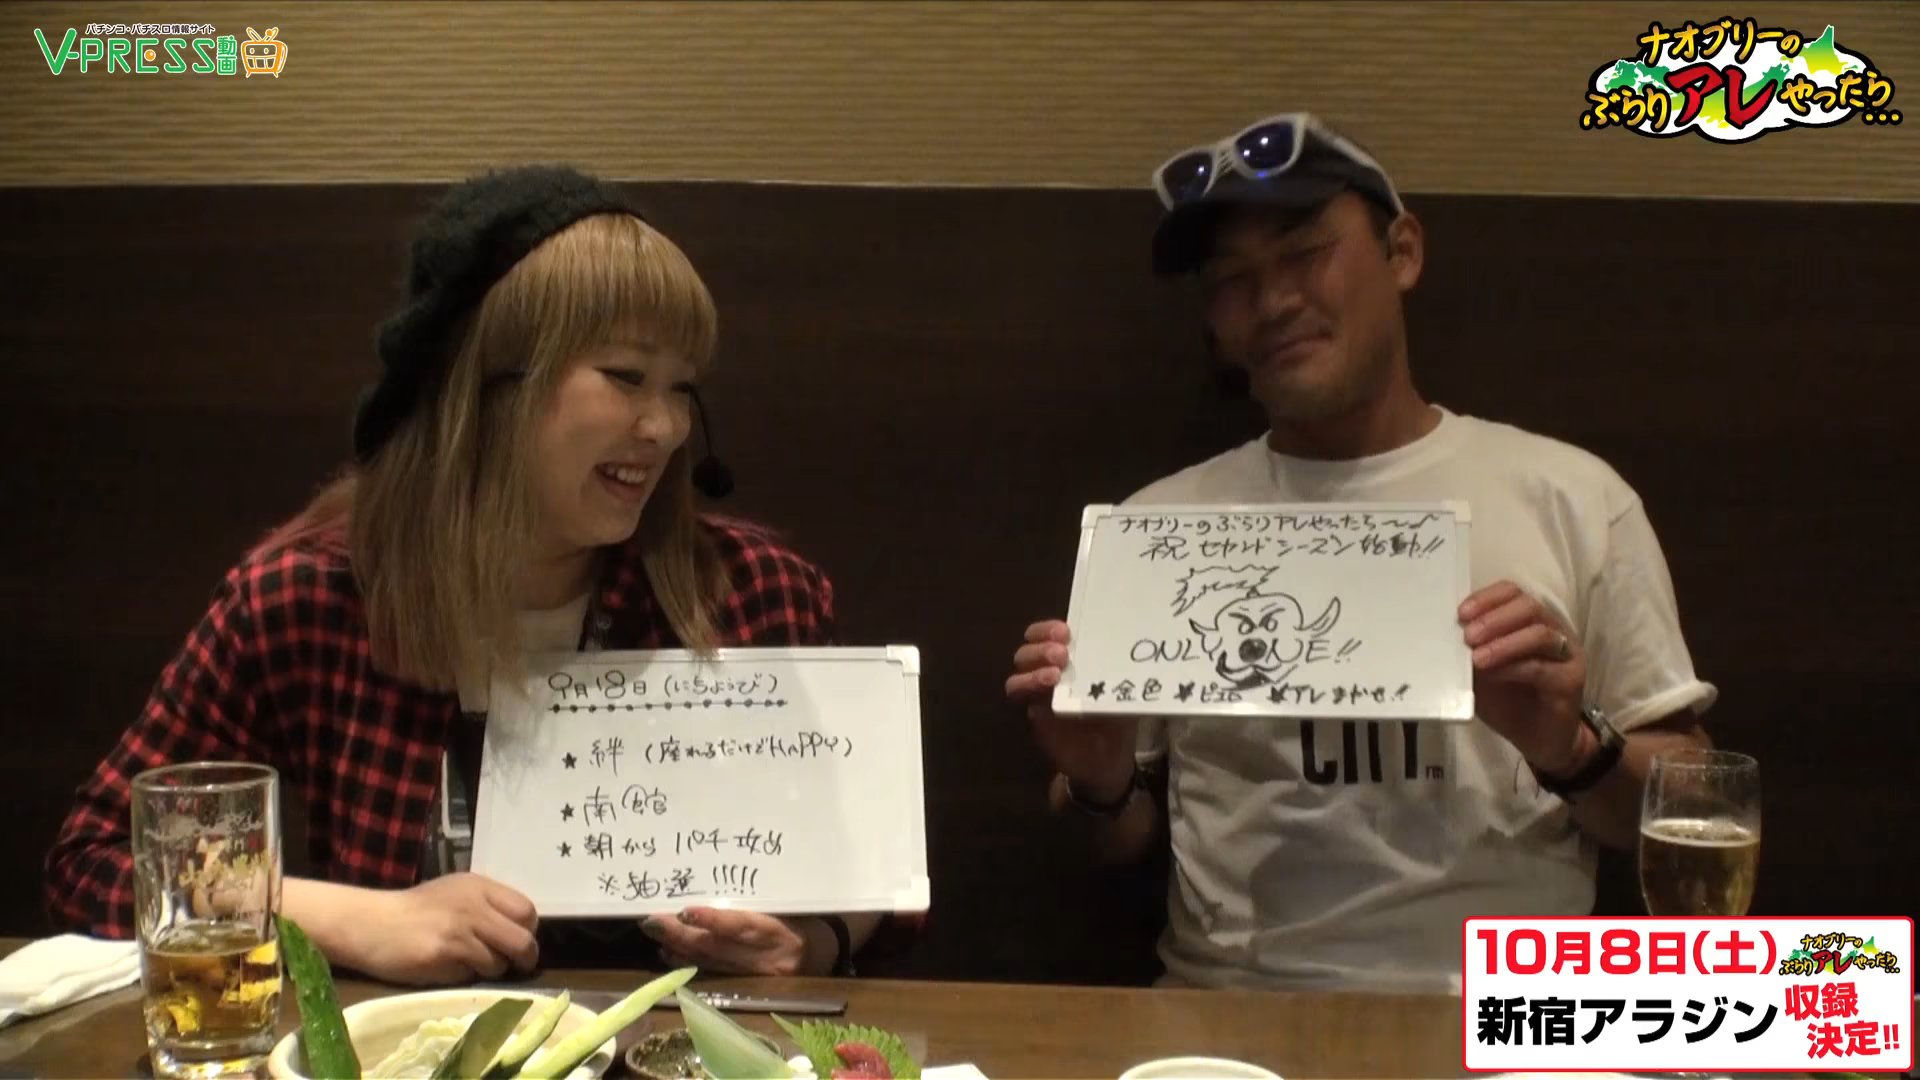 パチンコ・パチスロ情報サイト
V-PRESS動画
ナオブリーの
ぶらりアレやったら...
9月18日(にちようび)
★絆(座れるだけでHAPPY)
★南館
★朝から パチ攻め
※抽選!!!!!
ナオブリーのぶらりアレやったら〜♪
祝セカンドシーズン始動!!
ONLY ONE!!
★金色 ★ピエロ ★アレまかせ!!
CITY
TM
10月8日(土)
ナオブリーの
ぶらりアレやったら...
新宿アラジン
収録
決定!!